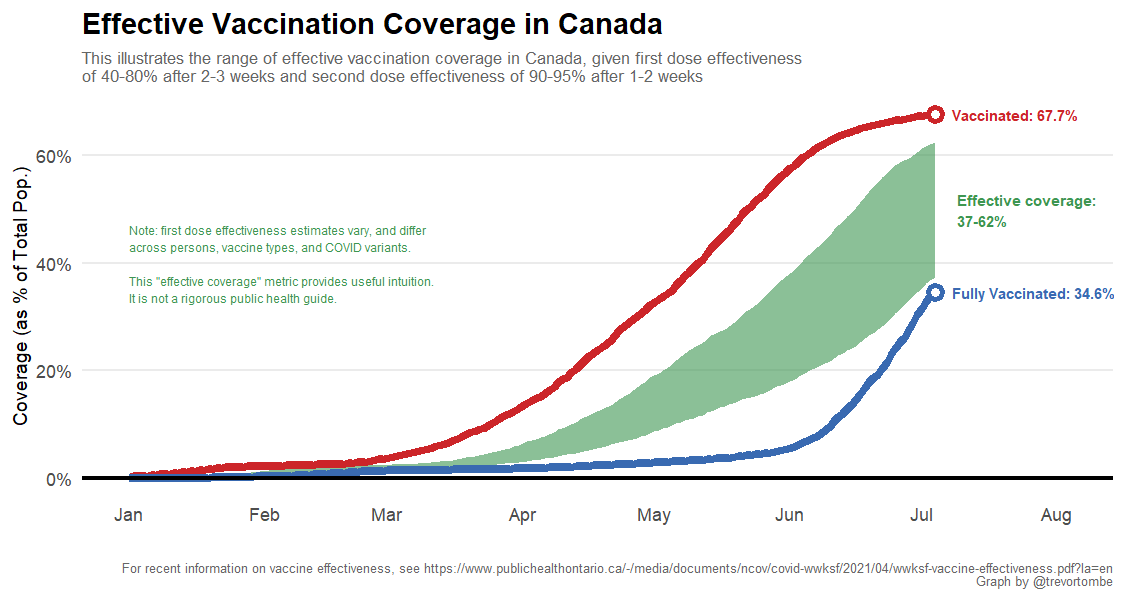 Effective Vaccination Coverage in Canada
This illustrates the range of effective vaccination coverage in Canada, given first dose effectiveness
of 40-80% after 2-3 weeks and second dose effectiveness of 90-95% after 1-2 weeks
Coverage (as % of Total Pop.)
60%
40%
20%
0%
Note: first dose effectiveness estimates vary, and differ
across persons, vaccine types, and COVID variants.
This "effective coverage" metric provides useful intuition.
It is not a rigorous public health guide.
Vaccinated: 67.7%
Effective coverage:
37-62%
Fully Vaccinated: 34.6%
Jan Feb Mar Apr May Jun Jul Aug
For recent information on vaccine effectiveness, see https://www.publichealthontario.ca/-/media/documents/ncov/covid-wwksf/2021/04/wwksf-vaccine-effectiveness.pdf?la=en
Graph by @trevortombe